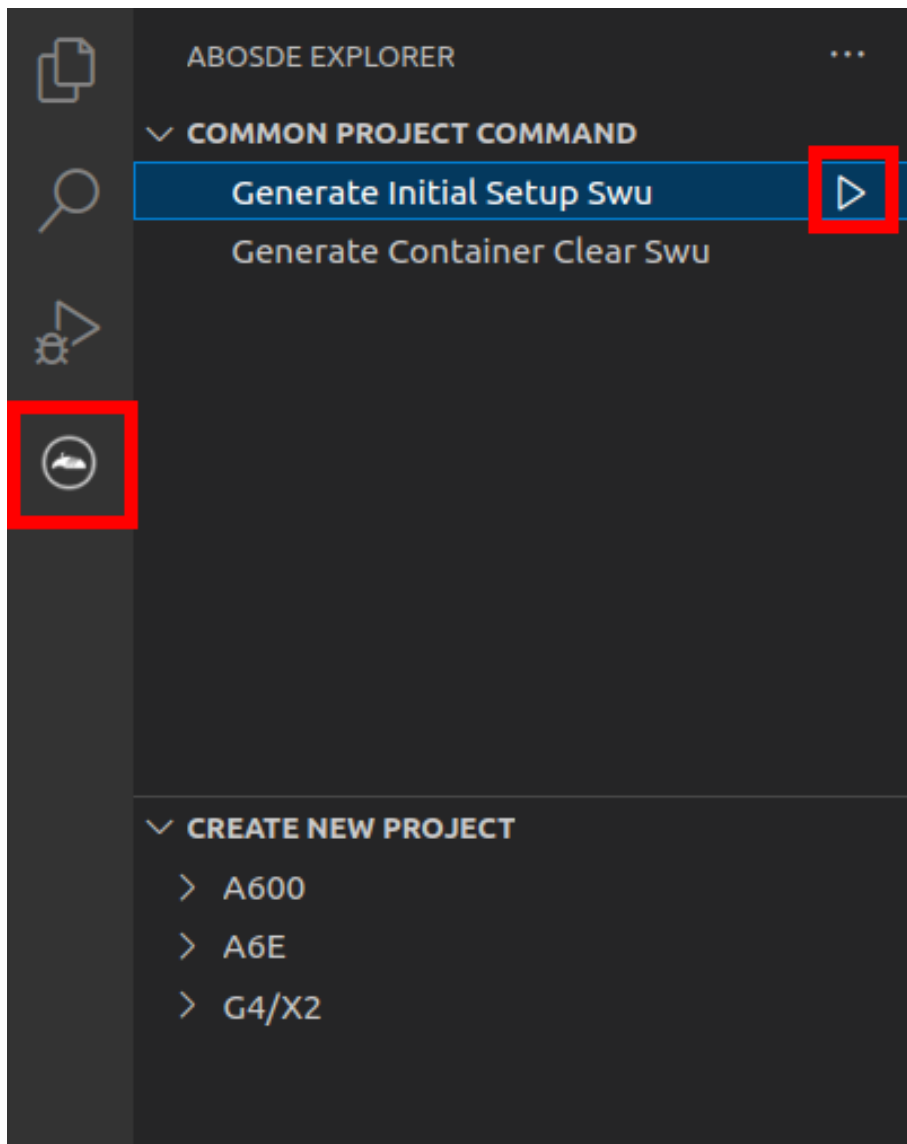 ABOSDE EXPLORER
COMMON PROJECT COMMAND
Generate Initial Setup Swu
Generate Container Clear Swu
CREATE NEW PROJECT
A600
A6E
G4/X2